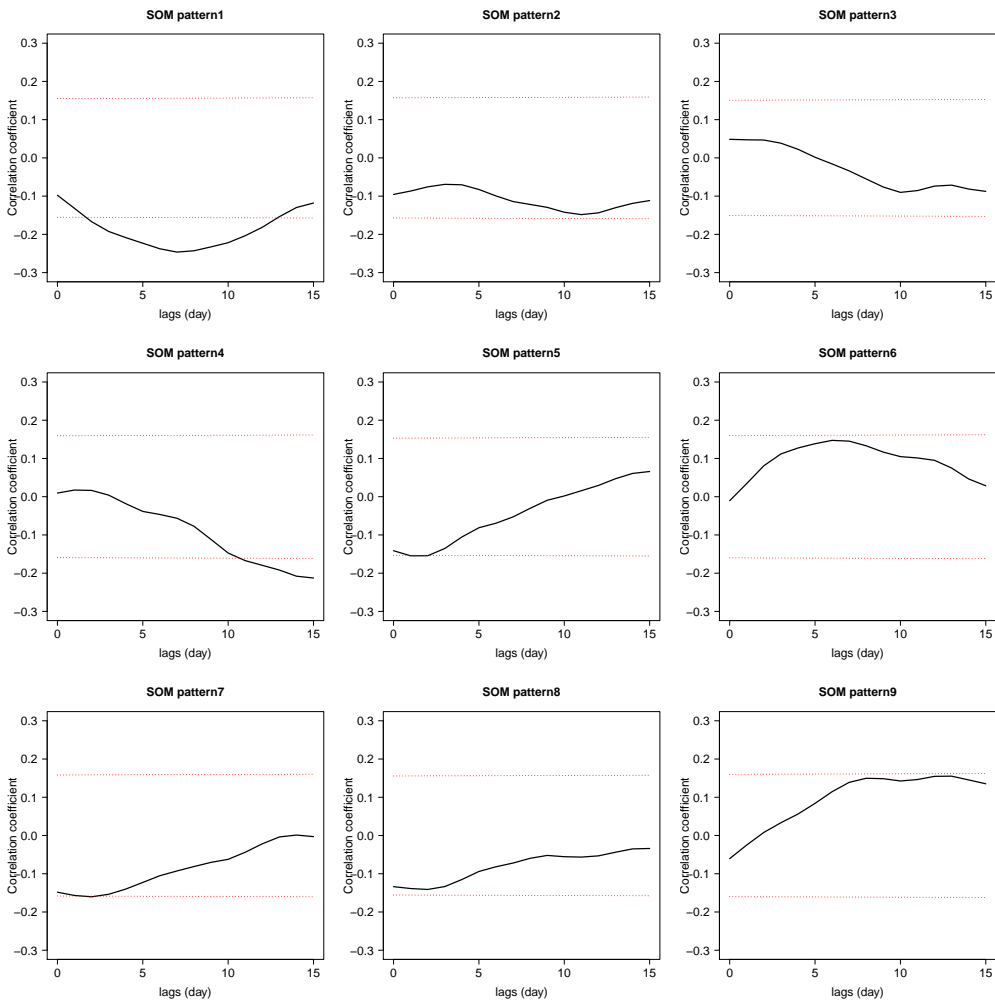 SOM pattern1
0.3
0.2
0.1
0.0
−0.1
−0.2
−0.3
Correlation coefficient
0 5 10 15
lags (day)
SOM pattern2
0.3
0.2
0.1
0.0
−0.1
−0.2
−0.3
Correlation coefficient
0 5 10 15
lags (day)
SOM pattern3
0.3
0.2
0.1
0.0
−0.1
−0.2
−0.3
Correlation coefficient
0 5 10 15
lags (day)
SOM pattern4
0.3
0.2
0.1
0.0
−0.1
−0.2
−0.3
Correlation coefficient
0 5 10 15
lags (day)
SOM pattern5
0.3
0.2
0.1
0.0
−0.1
−0.2
−0.3
Correlation coefficient
0 5 10 15
lags (day)
SOM pattern6
0.3
0.2
0.1
0.0
−0.1
−0.2
−0.3
Correlation coefficient
0 5 10 15
lags (day)
SOM pattern7
0.3
0.2
0.1
0.0
−0.1
−0.2
−0.3
Correlation coefficient
0 5 10 15
lags (day)
SOM pattern8
0.3
0.2
0.1
0.0
−0.1
−0.2
−0.3
Correlation coefficient
0 5 10 15
lags (day)
SOM pattern9
0.3
0.2
0.1
0.0
−0.1
−0.2
−0.3
Correlation coefficient
0 5 10 15
lags (day)